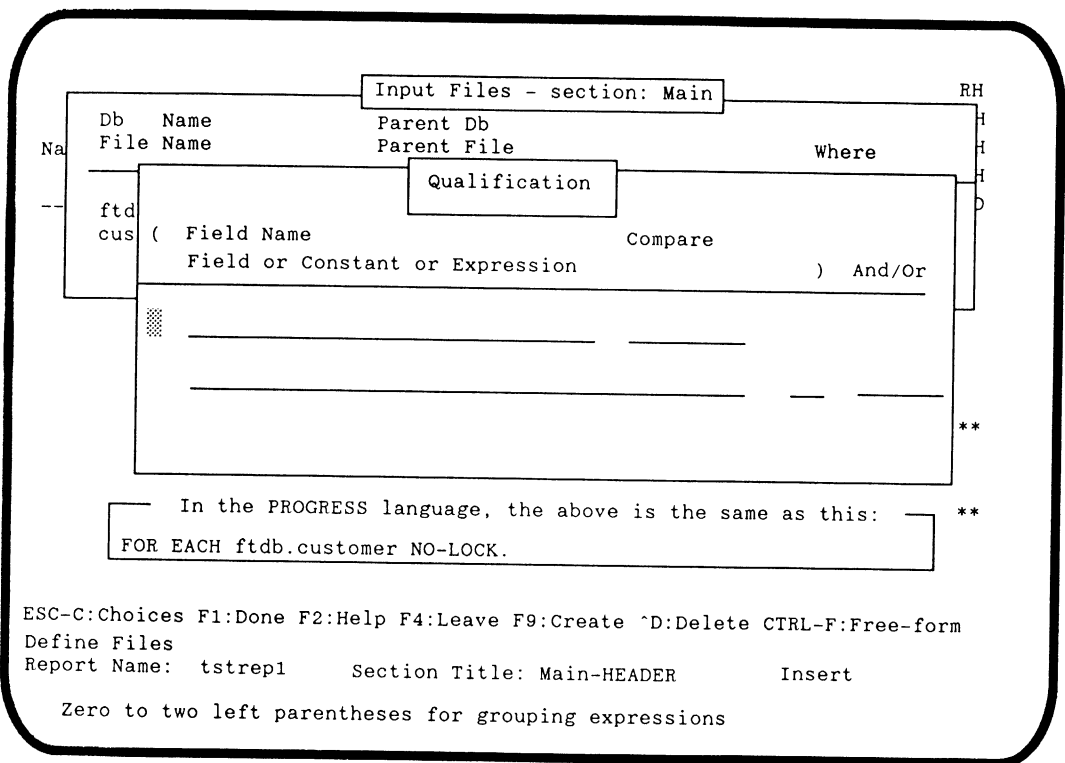 Input Files - section: Main
RH
Db Name Parent Db H
Na File Name Parent File Where H
Qualification H
-- ftd D
cus ( Field Name Compare
Field or Constant or Expression ) And/Or
**
In the PROGRESS language, the above is the same as this: **
FOR EACH ftdb.customer NO-LOCK.
ESC-C:Choices F1:Done F2:Help F4:Leave F9:Create ^D:Delete CTRL-F:Free-form
Define Files
Report Name: tstrep1 Section Title: Main-HEADER Insert
Zero to two left parentheses for grouping expressions